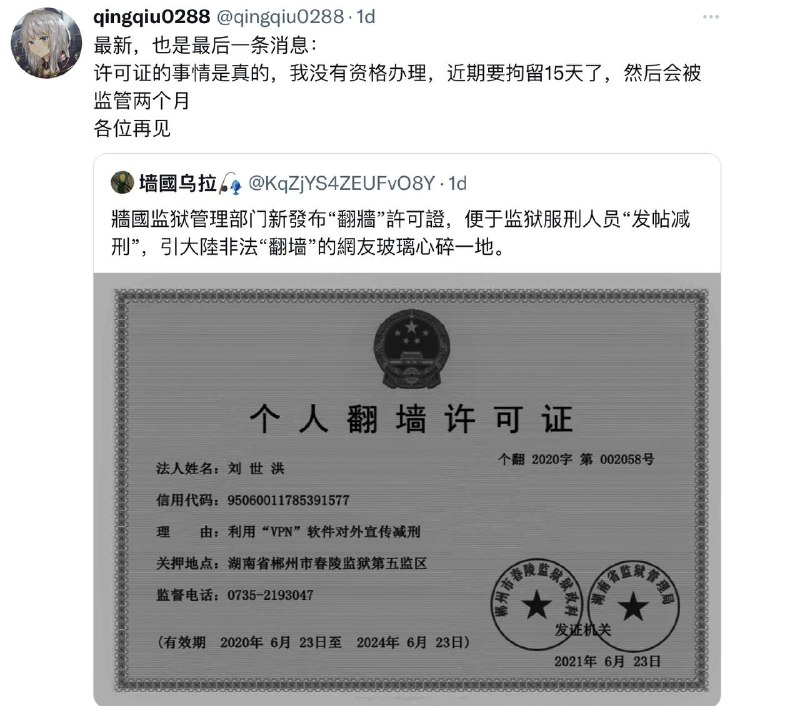 qingqiu0288 @qingqiu0288 · 1d
最新，也是最后一条消息：
许可证的事情是真的，我没有资格办理，近期要拘留15天了，然后会被
监管两个月
各位再见
墙國乌拉 @KqZjYS4ZEUFvO8Y · 1d
牆國监狱管理部门新發布“翻牆”許可證，便于监狱服刑人员“发帖减
刑”，引大陸非法“翻墙”的網友玻璃心碎一地。
个人翻墙许可证
个翻 2020字 第 002058号
法人姓名：刘 世 洪
信用代码：95060011785391577
理 由：利用“VPN”软件对外宣传减刑
关押地点：湖南省郴州市春陵监狱第五监区
监督电话：0735-2193047
郴州市春陵监狱狱政科
湖南省监狱管理局
发证机关
(有效期 2020年 6月 23日至 2024年 6月 23日)
2021年 6月 23日